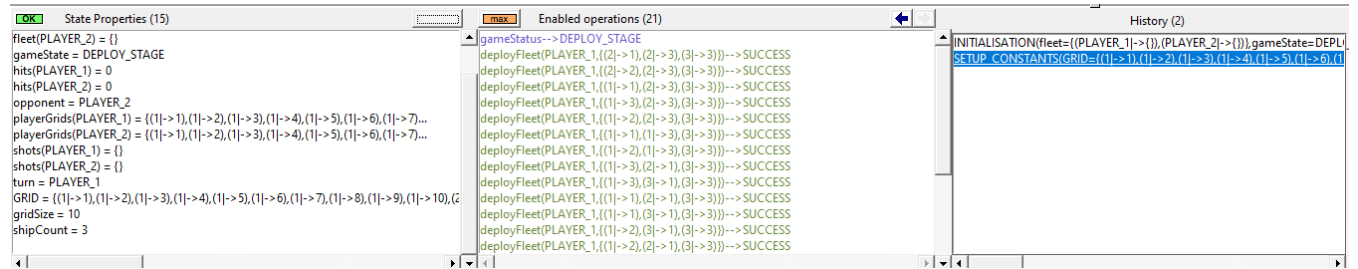 OK State Properties (15)
fleet(PLAYER_2) = {}
gameState = DEPLOY_STAGE
hits(PLAYER_1) = 0
hits(PLAYER_2) = 0
opponent = PLAYER_2
playerGrids(PLAYER_1) = {(1|->1),(1|->2),(1|->3),(1|->4),(1|->5),(1|->6),(1|->7)...
playerGrids(PLAYER_2) = {(1|->1),(1|->2),(1|->3),(1|->4),(1|->5),(1|->6),(1|->7)...
shots(PLAYER_1) = {}
shots(PLAYER_2) = {}
turn = PLAYER_1
GRID = {(1|->1),(1|->2),(1|->3),(1|->4),(1|->5),(1|->6),(1|->7),(1|->8),(1|->9),(1|->10),(2
gridSize = 10
shipCount = 3
max Enabled operations (21)
gameStatus-->DEPLOY_STAGE
deployFleet(PLAYER_1,{(2|->1),(2|->3),(3|->3)})-->SUCCESS
deployFleet(PLAYER_1,{(2|->2),(2|->3),(3|->3)})-->SUCCESS
deployFleet(PLAYER_1,{(1|->1),(2|->3),(3|->3)})-->SUCCESS
deployFleet(PLAYER_1,{(1|->3),(2|->3),(3|->3)})-->SUCCESS
deployFleet(PLAYER_1,{(1|->2),(2|->3),(3|->3)})-->SUCCESS
deployFleet(PLAYER_1,{(1|->1),(1|->3),(3|->3)})-->SUCCESS
deployFleet(PLAYER_1,{(1|->2),(1|->3),(3|->3)})-->SUCCESS
deployFleet(PLAYER_1,{(1|->3),(2|->1),(3|->3)})-->SUCCESS
deployFleet(PLAYER_1,{(1|->3),(3|->1),(3|->3)})-->SUCCESS
deployFleet(PLAYER_1,{(1|->1),(3|->1),(3|->3)})-->SUCCESS
deployFleet(PLAYER_1,{(1|->1),(2|->1),(3|->3)})-->SUCCESS
deployFleet(PLAYER_1,{(1|->2),(2|->1),(3|->3)})-->SUCCESS
History (2)
INITIALISATION(fleet={(PLAYER_1|->{}),(PLAYER_2|->{})},gameState=DEPL
SETUP_CONSTANTS(GRID={(1|->1),(1|->2),(1|->3),(1|->4),(1|->5),(1|->6),(1